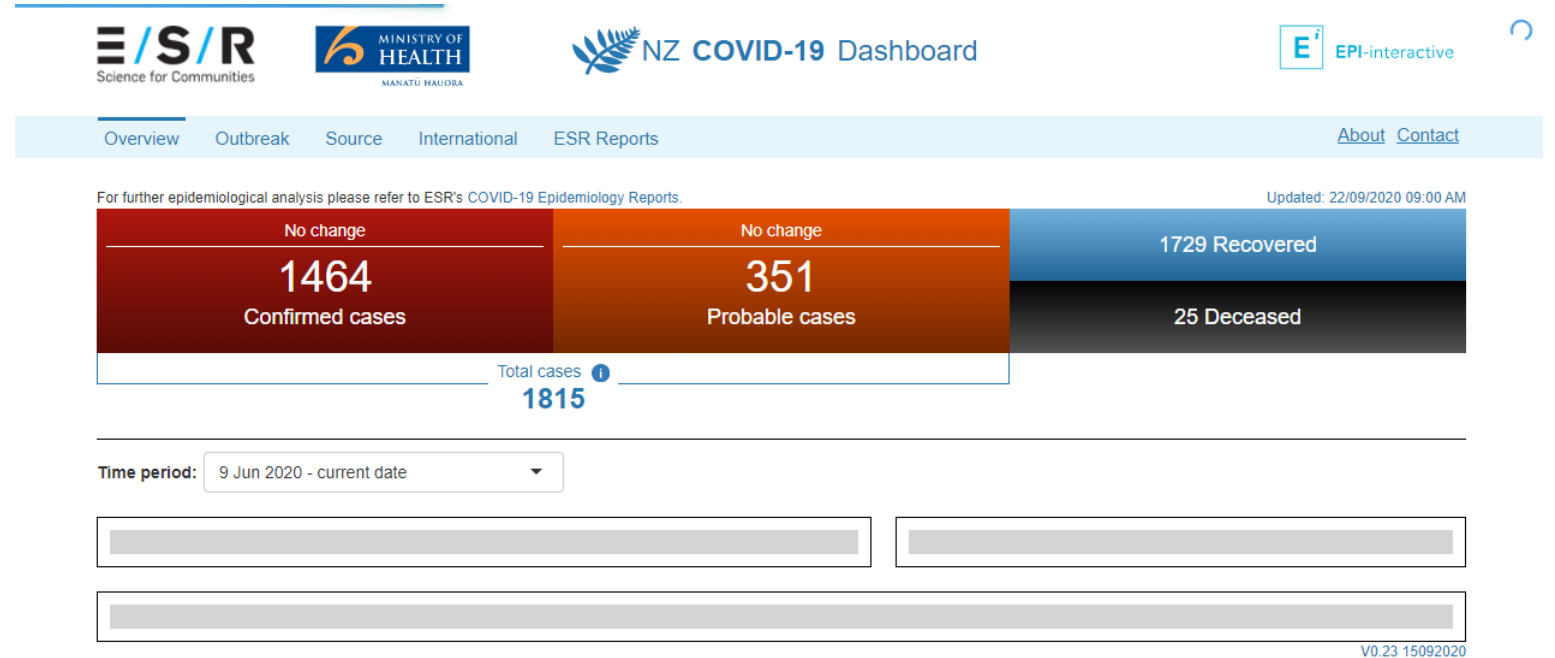 E/S/R
Science for Communities
MINISTRY OF
HEALTH
MANATŪ HAUORA
NZ COVID-19 Dashboard
Ei EPI-interactive
Overview Outbreak Source International ESR Reports About Contact
For further epidemiological analysis please refer to ESR's COVID-19 Epidemiology Reports. Updated: 22/09/2020 09:00 AM
No change
1464
Confirmed cases
No change
351
Probable cases
1729 Recovered
25 Deceased
Total cases i
1815
Time period: 9 Jun 2020 - current date
V0.23 15092020